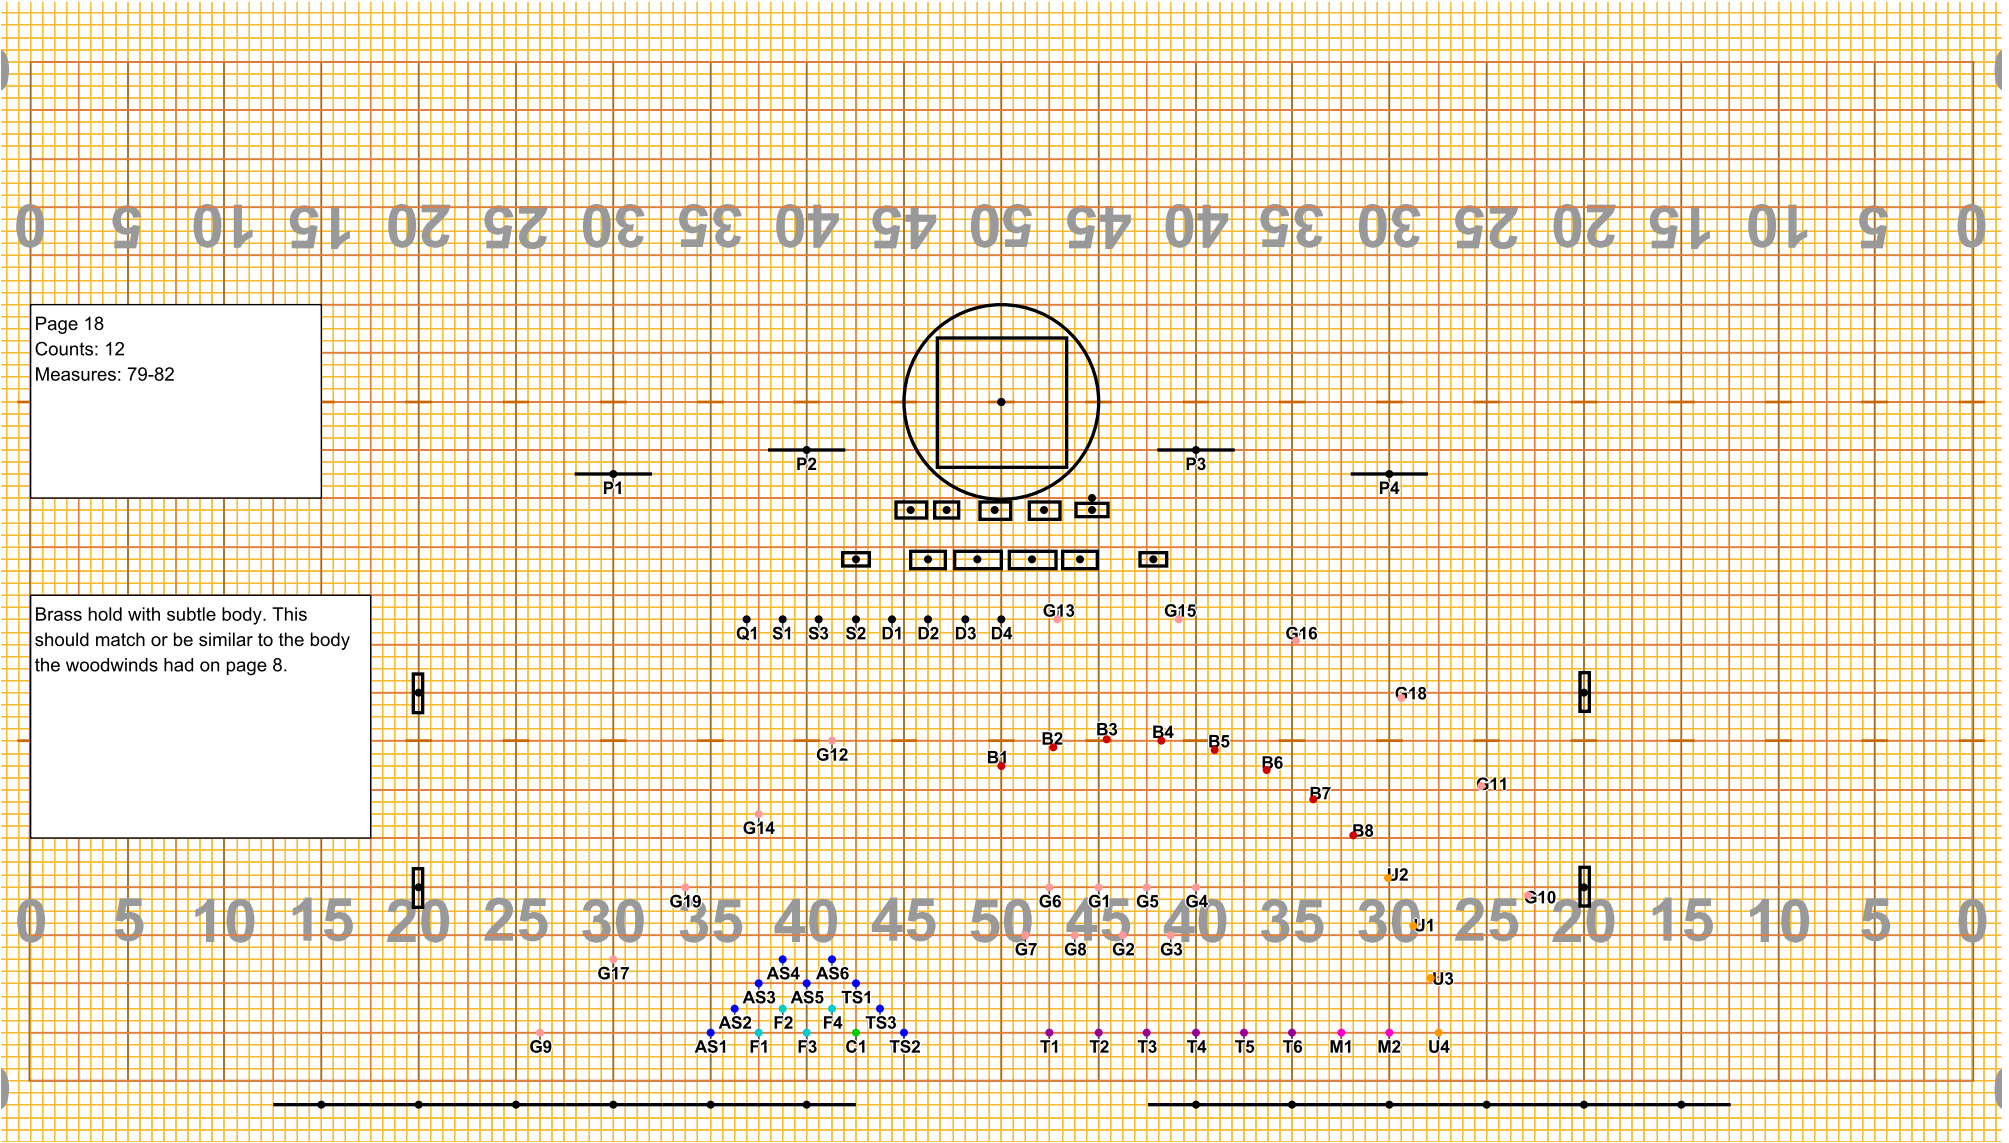 0 5 10 15 20 25 30 35 40 45 50 45 40 35 30 25 20 15 10 5 0
Page 18
Counts: 12
Measures: 79-82
P2 P3
P1 P4
Brass hold with subtle body. This
should match or be similar to the body
the woodwinds had on page 8.
G13 G15
Q1 S1 S3 S2 D1 D2 D3 D4 G16
G18
B3 B4
B2 B5
G12 B1 B6
G11
B7
G14 B8
U2
G19 G6 G1 G5 G4 G10
0 5 10 15 20 25 30 35 40 45 50 45 40 35 30 25 20 15 10 5 0
U1
G7 G8 G2 G3
G17 AS4 AS6 U3
AS3 AS5 TS1
AS2 F2 F4 TS3
G9 AS1 F1 F3 C1 TS2 T1 T2 T3 T4 T5 T6 M1 M2 U4